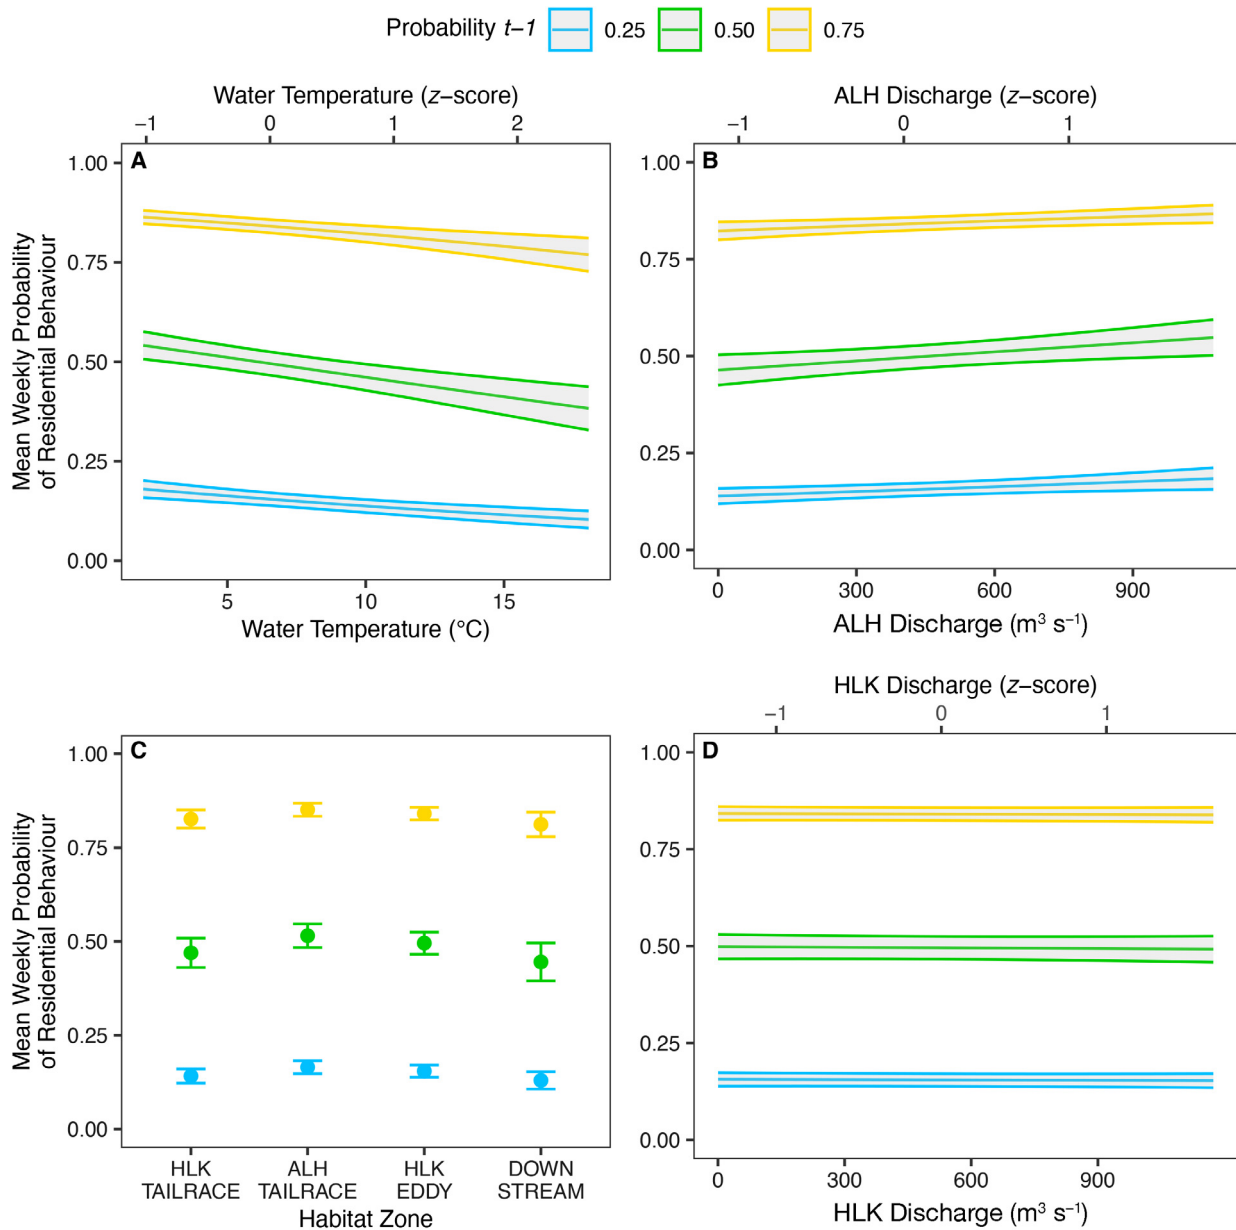 Probability t−1 0.25 0.50 0.75
Water Temperature (z−score)
−1 0 1 2
A
1.00
0.75
0.50
0.25
0.00
Mean Weekly Probability
of Residential Behaviour
5 10 15
Water Temperature (°C)
ALH Discharge (z−score)
−1 0 1
B
1.00
0.75
0.50
0.25
0.00
0 300 600 900
ALH Discharge (m³ s⁻¹)
C
1.00
0.75
0.50
0.25
0.00
Mean Weekly Probability
of Residential Behaviour
HLK ALH HLK DOWN
TAILRACE TAILRACE EDDY STREAM
Habitat Zone
HLK Discharge (z−score)
−1 0 1
D
1.00
0.75
0.50
0.25
0.00
0 300 600 900
HLK Discharge (m³ s⁻¹)